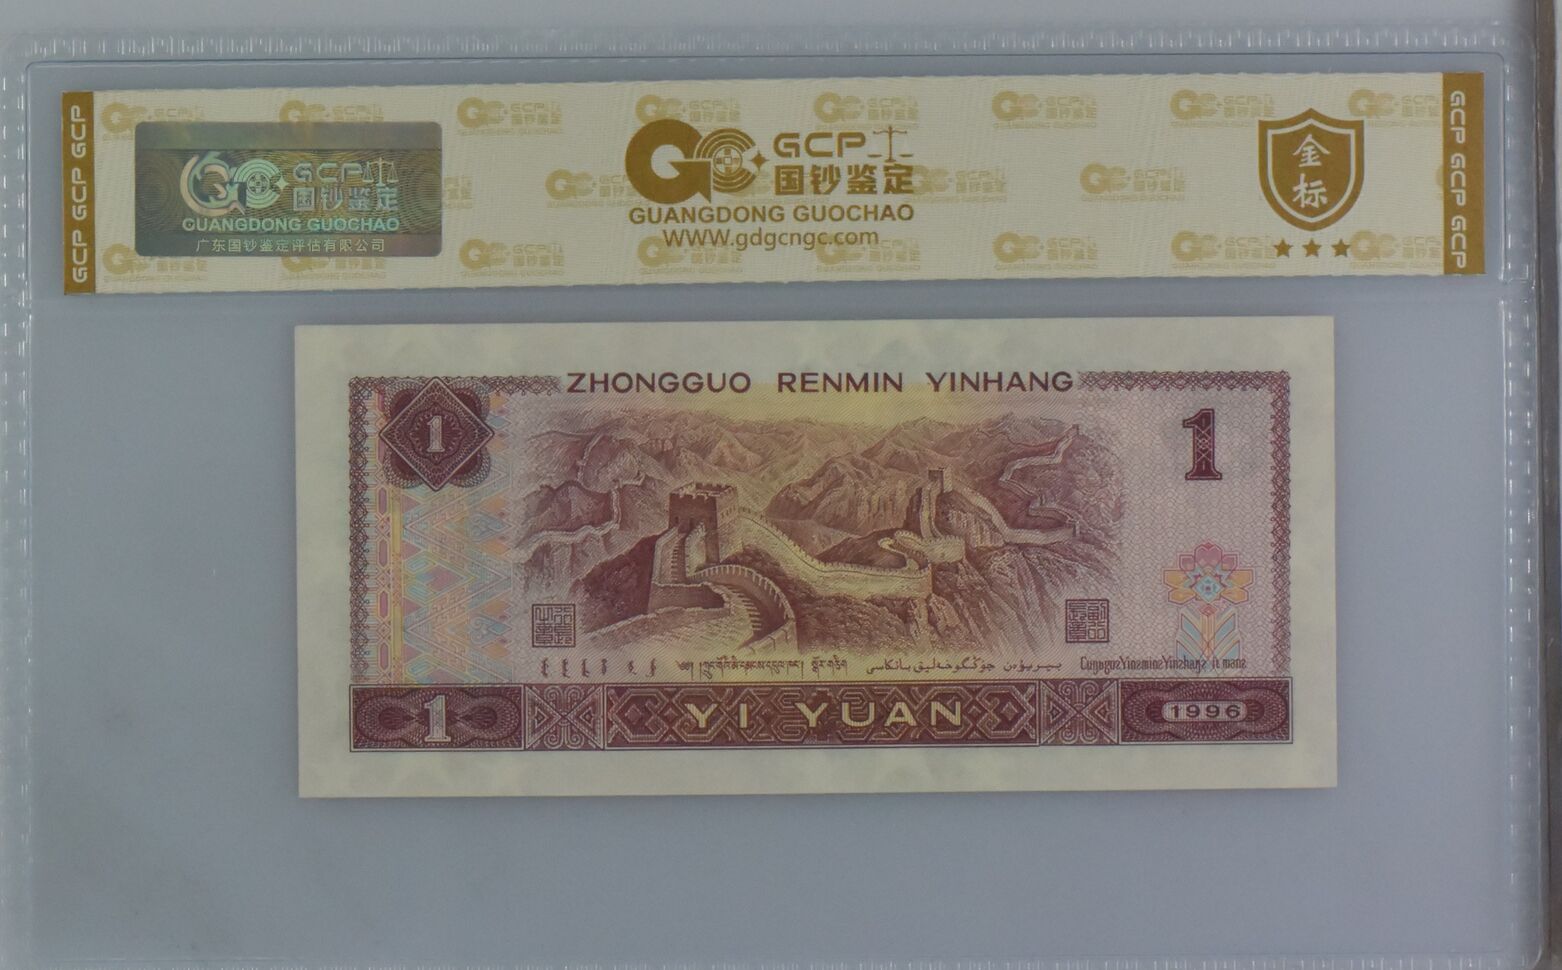 GCP GCP GCP
GCP
国钞鉴定
GUANGDONG GUOCHAO
广东国钞鉴定评估有限公司
GCP
国钞鉴定
GUANGDONG GUOCHAO
WWW.gdgcngc.com
金标
GCP GCP GCP
ZHONGGUO RENMIN YINHANG
1
1
1
YI YUAN
1996